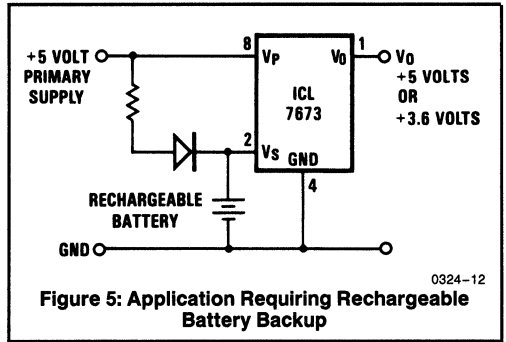 +5 VOLT
PRIMARY
SUPPLY
8
VP
VO
1
VO
+5 VOLTS
OR
+3.6 VOLTS
ICL
7673
2
VS
GND
4
RECHARGEABLE
BATTERY
GND
0324–12
Figure 5: Application Requiring Rechargeable
Battery Backup